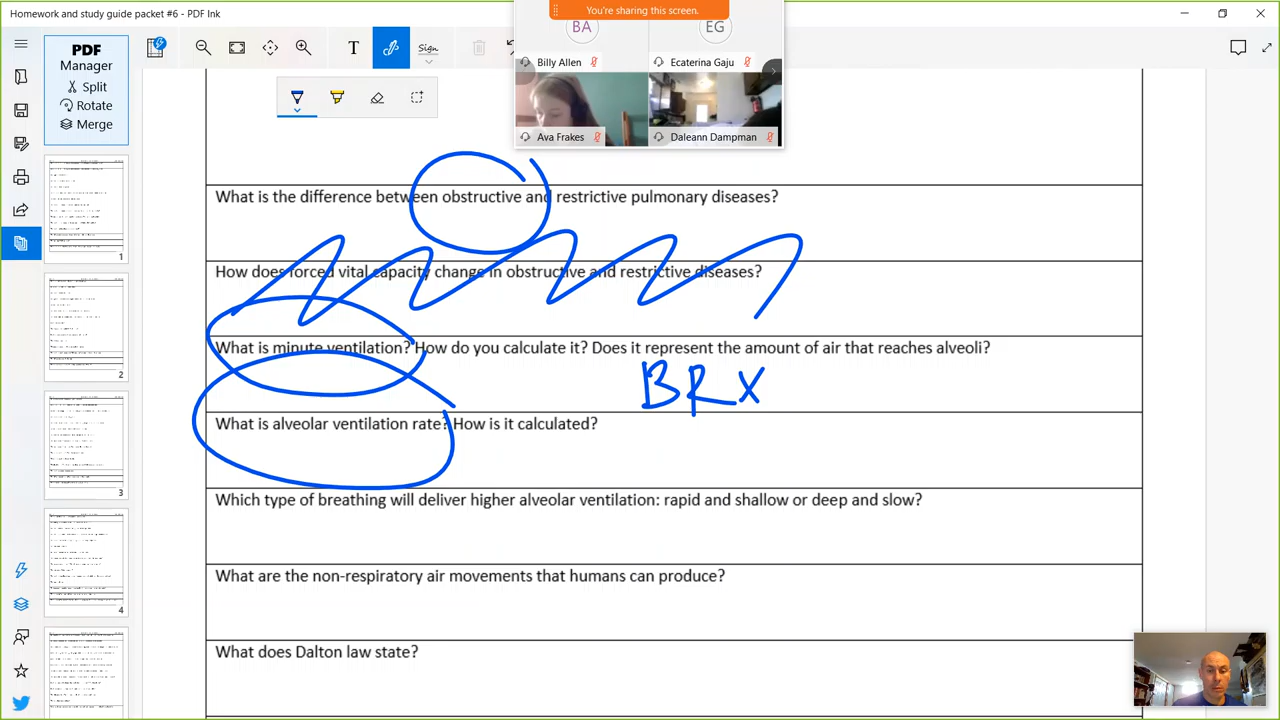 Homework and study guide packet #6 - PDF Ink
You're sharing this screen.
PDF
Manager
Split
Rotate
Merge
T
Sign
BA
EG
Billy Allen
Ecaterina Gaju
Ava Frakes
Daleann Dampman
1
2
3
4
What is the difference between obstructive and restrictive pulmonary diseases?
How does forced vital capacity change in obstructive and restrictive diseases?
What is minute ventilation? How do you calculate it? Does it represent the amount of air that reaches alveoli?
BRX
What is alveolar ventilation rate? How is it calculated?
Which type of breathing will deliver higher alveolar ventilation: rapid and shallow or deep and slow?
What are the non-respiratory air movements that humans can produce?
What does Dalton law state?